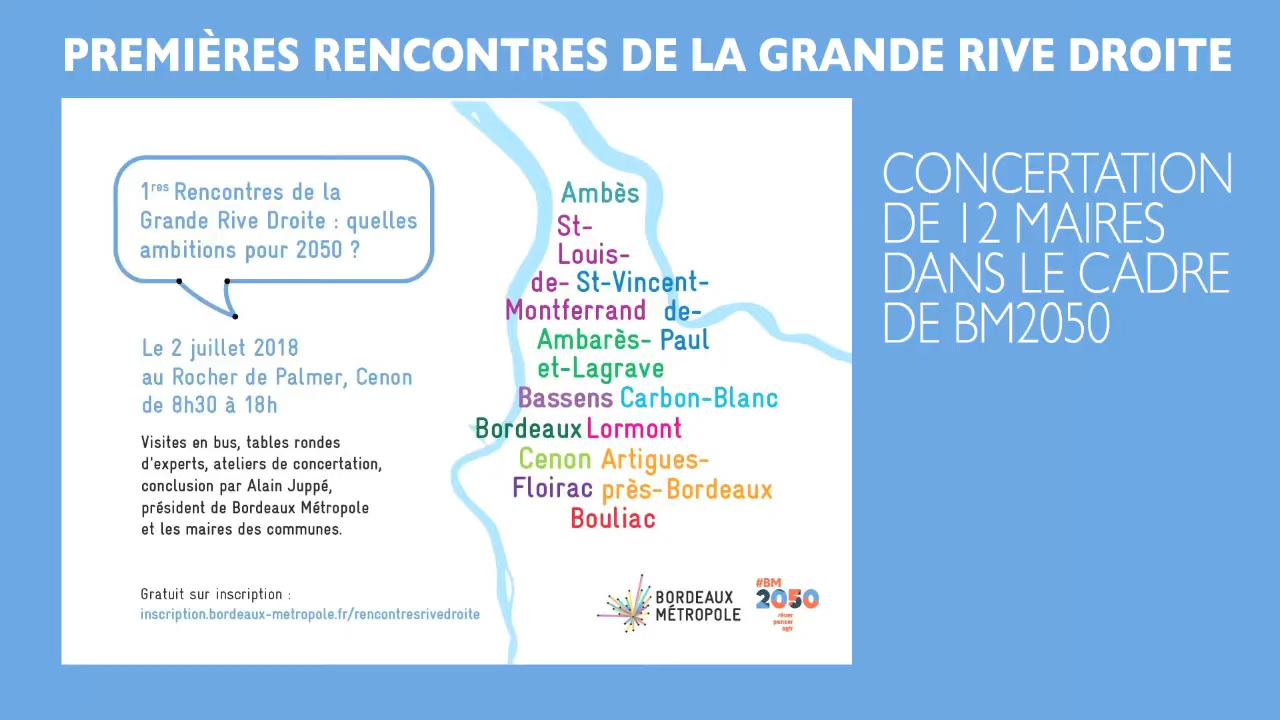 PREMIÈRES RENCONTRES DE LA GRANDE RIVE DROITE
1res Rencontres de la
Grande Rive Droite : quelles
ambitions pour 2050 ?
Le 2 juillet 2018
au Rocher de Palmer, Cenon
de 8h30 à 18h
Visites en bus, tables rondes
d'experts, ateliers de concertation,
conclusion par Alain Juppé,
président de Bordeaux Métropole
et les maires des communes.
Gratuit sur inscription :
inscription.bordeaux-metropole.fr/rencontresrivedroite
Ambès
St-
Louis-
de- St-Vincent-
Montferrand de-
Ambarès- Paul
et-Lagrave
Bassens Carbon-Blanc
Bordeaux Lormont
Cenon Artigues-
Floirac près-Bordeaux
Bouliac
BORDEAUX
MÉTROPOLE
#BM
2050
rêver
penser
agir
CONCERTATION
DE 12 MAIRES
DANS LE CADRE
DE BM2050